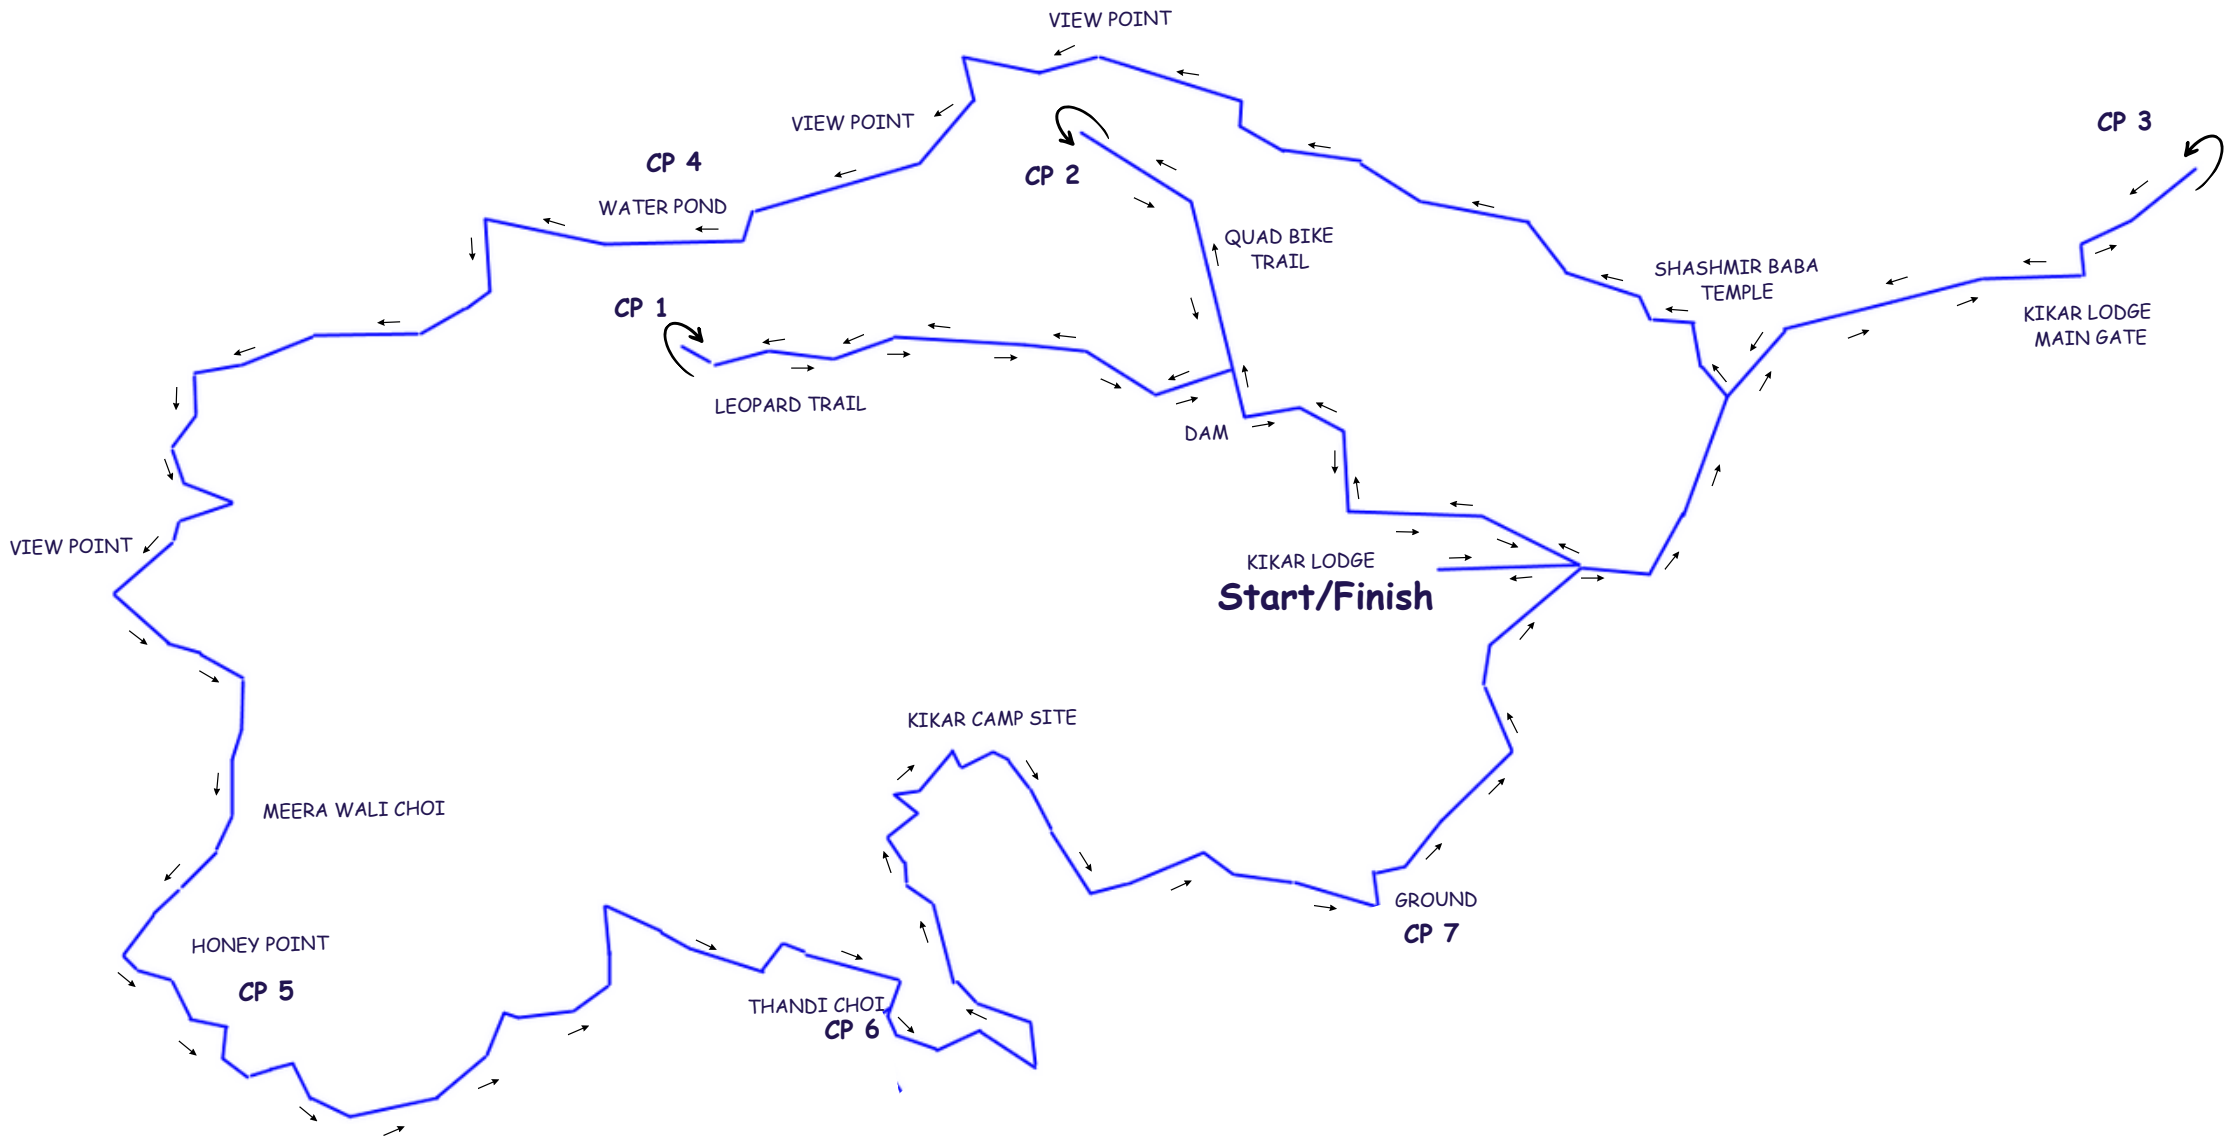 VIEW POINT
VIEW POINT
CP 4
WATER POND
CP 2
CP 3
QUAD BIKE
TRAIL
SHASHMIR BABA
TEMPLE
KIKAR LODGE
MAIN GATE
CP 1
LEOPARD TRAIL
DAM
VIEW POINT
KIKAR LODGE
Start/Finish
KIKAR CAMP SITE
MEERA WALI CHOI
HONEY POINT
CP 5
THANDI CHOI
CP 6
GROUND
CP 7